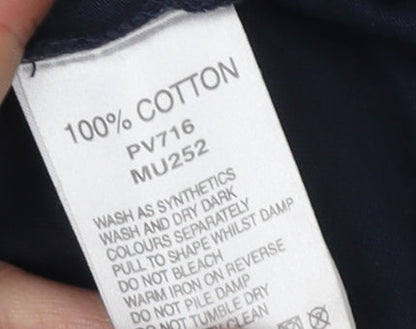 100% COTTON
PV716
MU252
WASH AS SYNTHETICS
WASH AND DRY DARK
COLOURS SEPARATELY
PULL TO SHAPE WHILST DAMP
DO NOT BLEACH
WARM IRON ON REVERSE
DO NOT PILE DAMP
DO NOT TUMBLE DRY
CLEAN